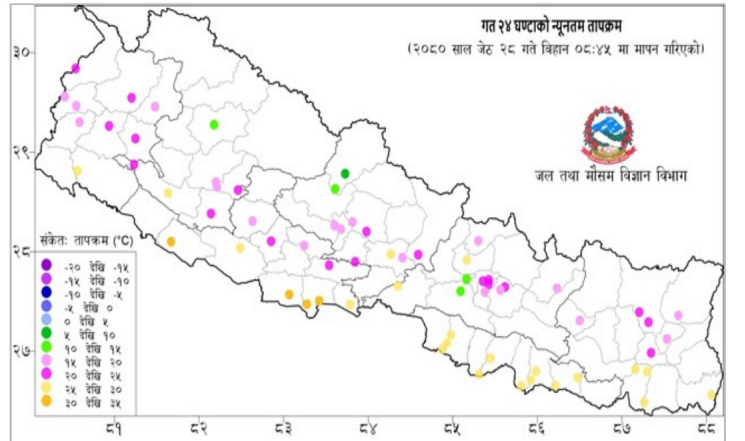 गत २४ घण्टाको न्यूनतम तापक्रम
(२०८० साल जेठ २८ गते बिहान ०८:४५ मा मापन गरिएको)
३०
२९
२८
२७
जल तथा मौसम विज्ञान विभाग
संकेतः तापक्रम (°C)
-२० देखि -१५
-१५ देखि -१०
-१० देखि -५
-५ देखि ०
० देखि ५
५ देखि १०
१० देखि १५
१५ देखि २०
२० देखि २५
२५ देखि ३०
३० देखि ३५
८१ ८२ ८३ ८४ ८५ ८६ ८७ ८८